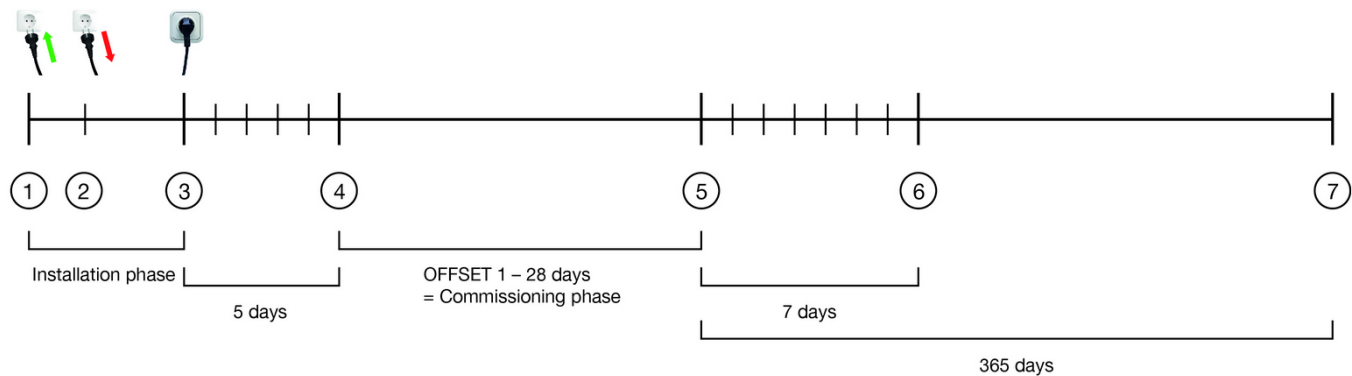 1
2
3
4
5
6
7
Installation phase
OFFSET 1 – 28 days
= Commissioning phase
5 days
7 days
365 days